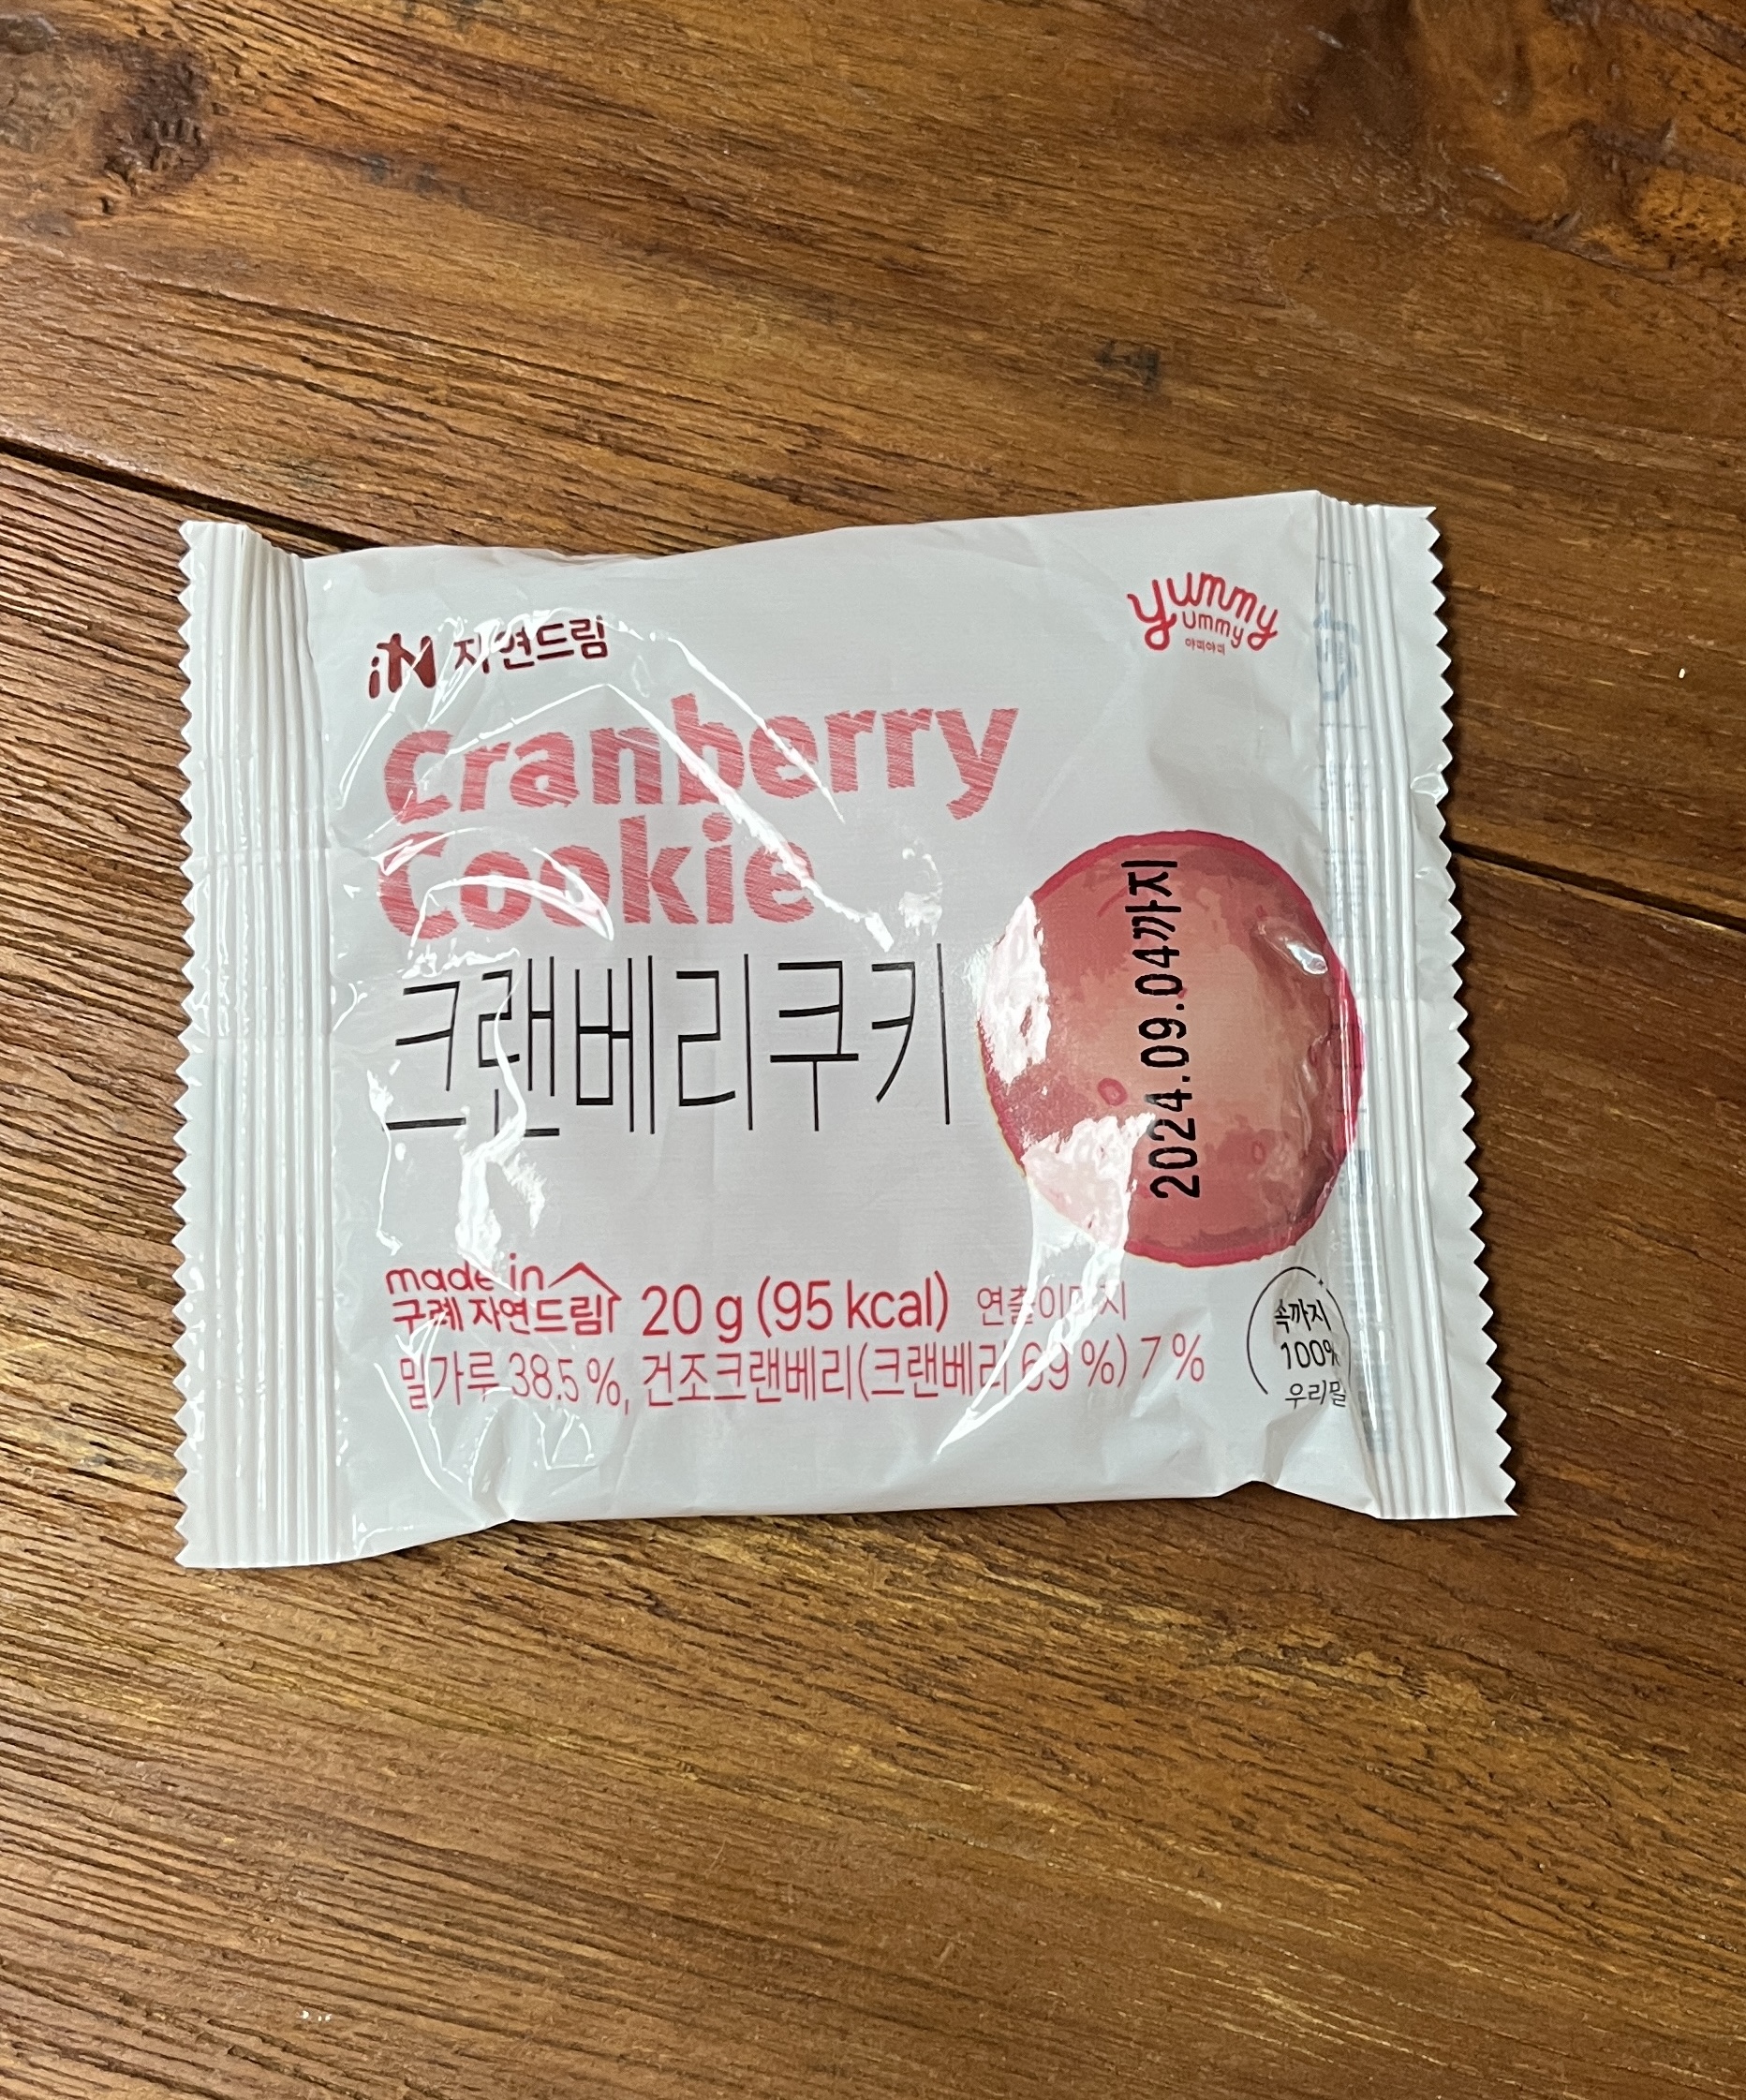 iN 자연드림
yummy
ummy
야미야미
Cranberry
Cookie
크랜베리쿠키
2024.09.04까지
made in
구례 자연드림
20 g (95 kcal) 연출이미지
밀가루 38.5 %, 건조크랜베리(크랜베리 69 %) 7 %
속까지
100%
우리밀